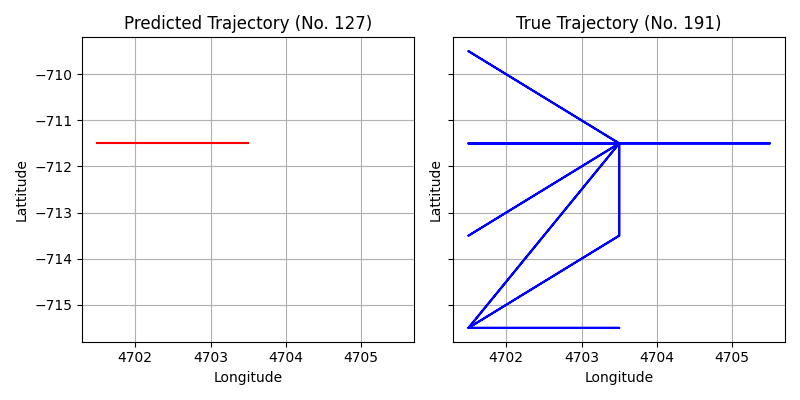 Predicted Trajectory (No. 127)
True Trajectory (No. 191)
−710
−711
−712
−713
−714
−715
Lattitude
Lattitude
4702 4703 4704 4705
4702 4703 4704 4705
Longitude
Longitude